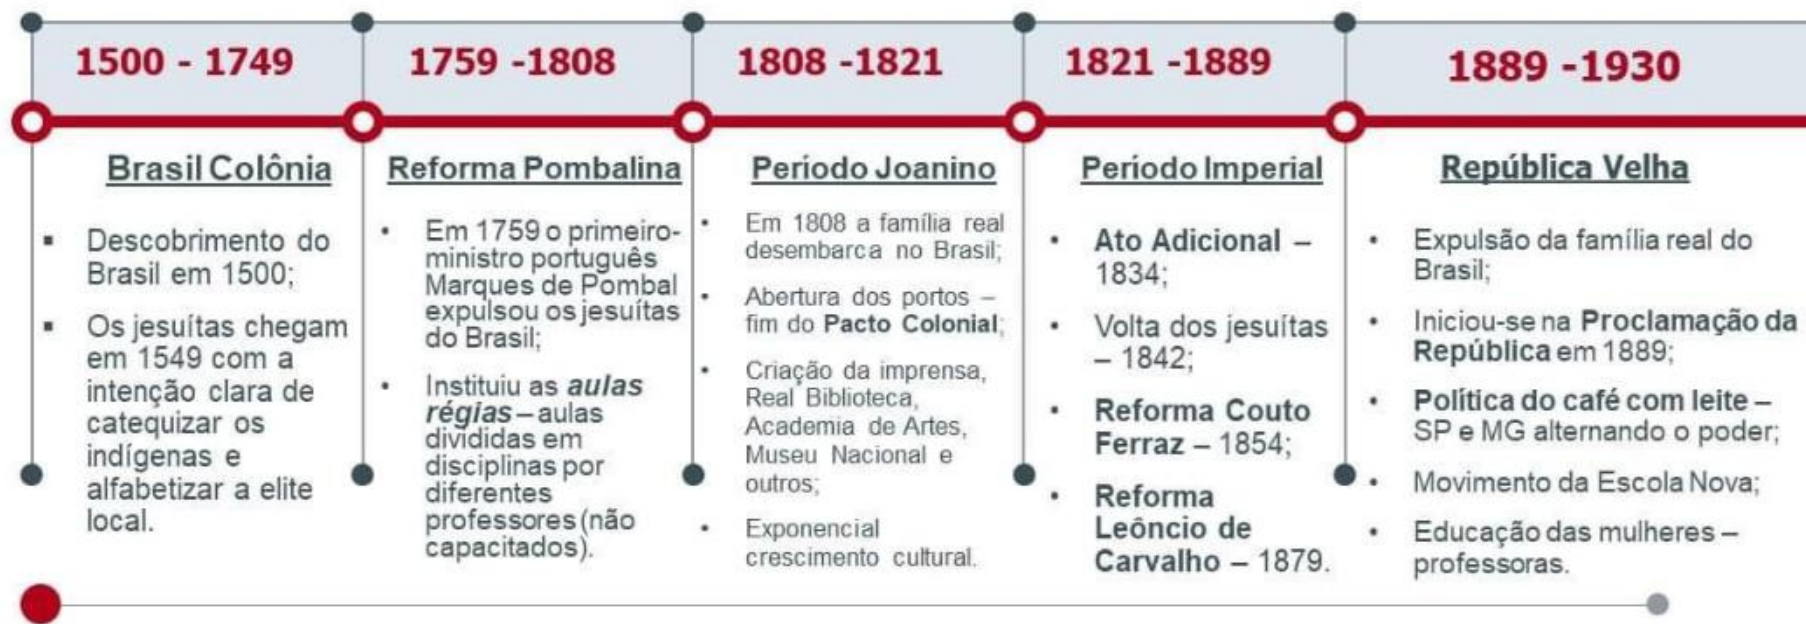 1500 - 1749
Brasil Colônia
▪ Descobrimento do
Brasil em 1500;
▪ Os jesuítas chegam
em 1549 com a
intenção clara de
catequizar os
indígenas e
alfabetizar a elite
local.
1759 -1808
Reforma Pombalina
• Em 1759 o primeiro-
ministro português
Marques de Pombal
expulsou os jesuítas
do Brasil;
• Instituiu as aulas
régias – aulas
divididas em
disciplinas por
diferentes
professores (não
capacitados).
1808 -1821
Período Joanino
• Em 1808 a família real
desembarca no Brasil;
• Abertura dos portos –
fim do Pacto Colonial;
• Criação da imprensa,
Real Biblioteca,
Academia de Artes,
Museu Nacional e
outros;
• Exponencial
crescimento cultural.
1821 -1889
Período Imperial
• Ato Adicional –
1834;
• Volta dos jesuítas
– 1842;
• Reforma Couto
Ferraz – 1854;
• Reforma
Leôncio de
Carvalho – 1879.
1889 -1930
República Velha
• Expulsão da família real do
Brasil;
• Iniciou-se na Proclamação da
República em 1889;
• Política do café com leite –
SP e MG alternando o poder;
• Movimento da Escola Nova;
• Educação das mulheres –
professoras.